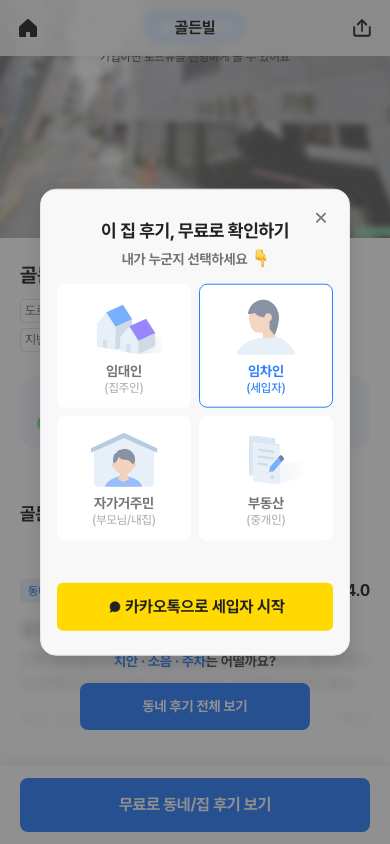 골든빌
이 집 후기, 무료로 확인하기
내가 누군지 선택하세요 👇
임대인
(집주인)
임차인
(세입자)
자가거주민
(부모님/내집)
부동산
(중개인)
카카오톡으로 세입자 시작
4.0
치안 · 소음 · 주차는 어떨까요?
동네 후기 전체 보기
무료로 동네/집 후기 보기